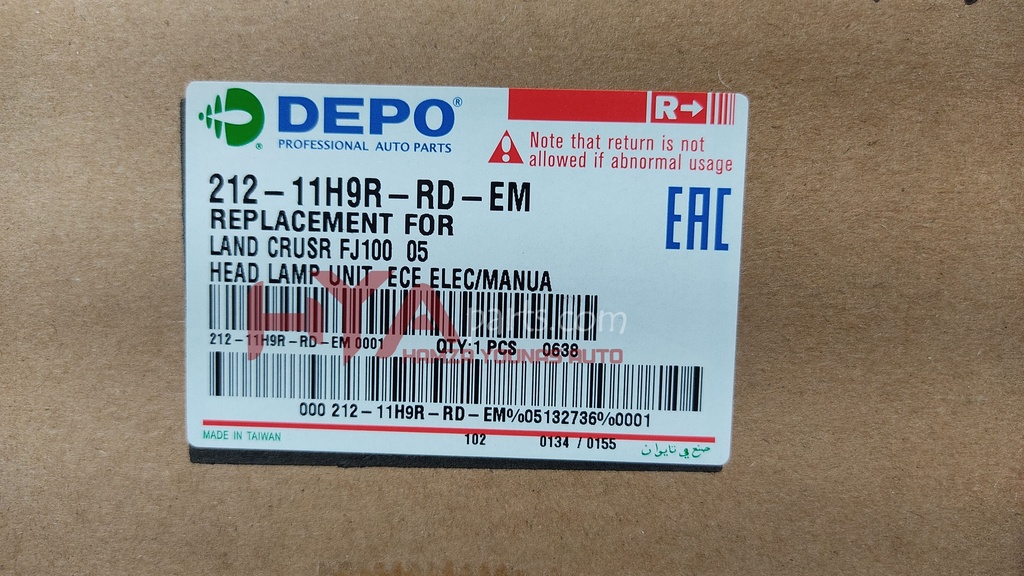 DEPO®
PROFESSIONAL AUTO PARTS
R→
Note that return is not
allowed if abnormal usage
212-11H9R-RD-EM
REPLACEMENT FOR
LAND CRUSR FJ100 05
HEAD LAMP UNIT ECE ELEC/MANUA
EAC
HYA parts.com
HAMZA YOUNGS AUTO
212-11H9R-RD-EM 0001 QTY:1 PCS 0638
000 212-11H9R-RD-EM%05132736%0001
MADE IN TAIWAN 102 0134 / 0155 صنع في تايوان